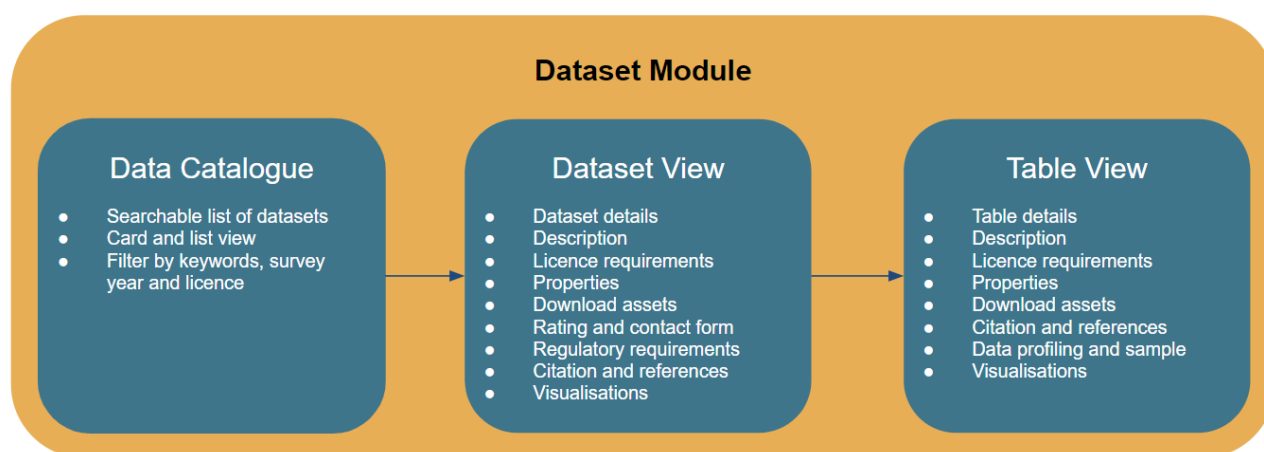 Dataset Module
Data Catalogue
● Searchable list of datasets
● Card and list view
● Filter by keywords, survey
year and licence
Dataset View
● Dataset details
● Description
● Licence requirements
● Properties
● Download assets
● Rating and contact form
● Regulatory requirements
● Citation and references
● Visualisations
Table View
● Table details
● Description
● Licence requirements
● Properties
● Download assets
● Citation and references
● Data profiling and sample
● Visualisations